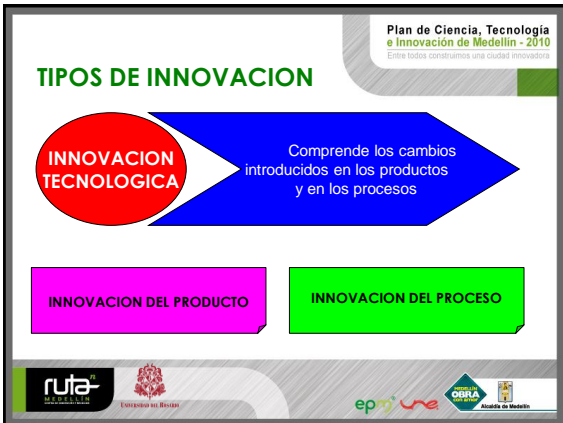 Plan de Ciencia, Tecnología
e Innovación de Medellín - 2010
Entre todos construimos una ciudad innovadora
TIPOS DE INNOVACION
INNOVACION
TECNOLOGICA
Comprende los cambios
introducidos en los productos
y en los procesos
INNOVACION DEL PRODUCTO
INNOVACION DEL PROCESO
ruta n
MEDELLÍN
UNIVERSIDAD DEL ROSARIO
epm
une
MEDELLÍN
OBRA
con amor
Alcaldía de Medellín